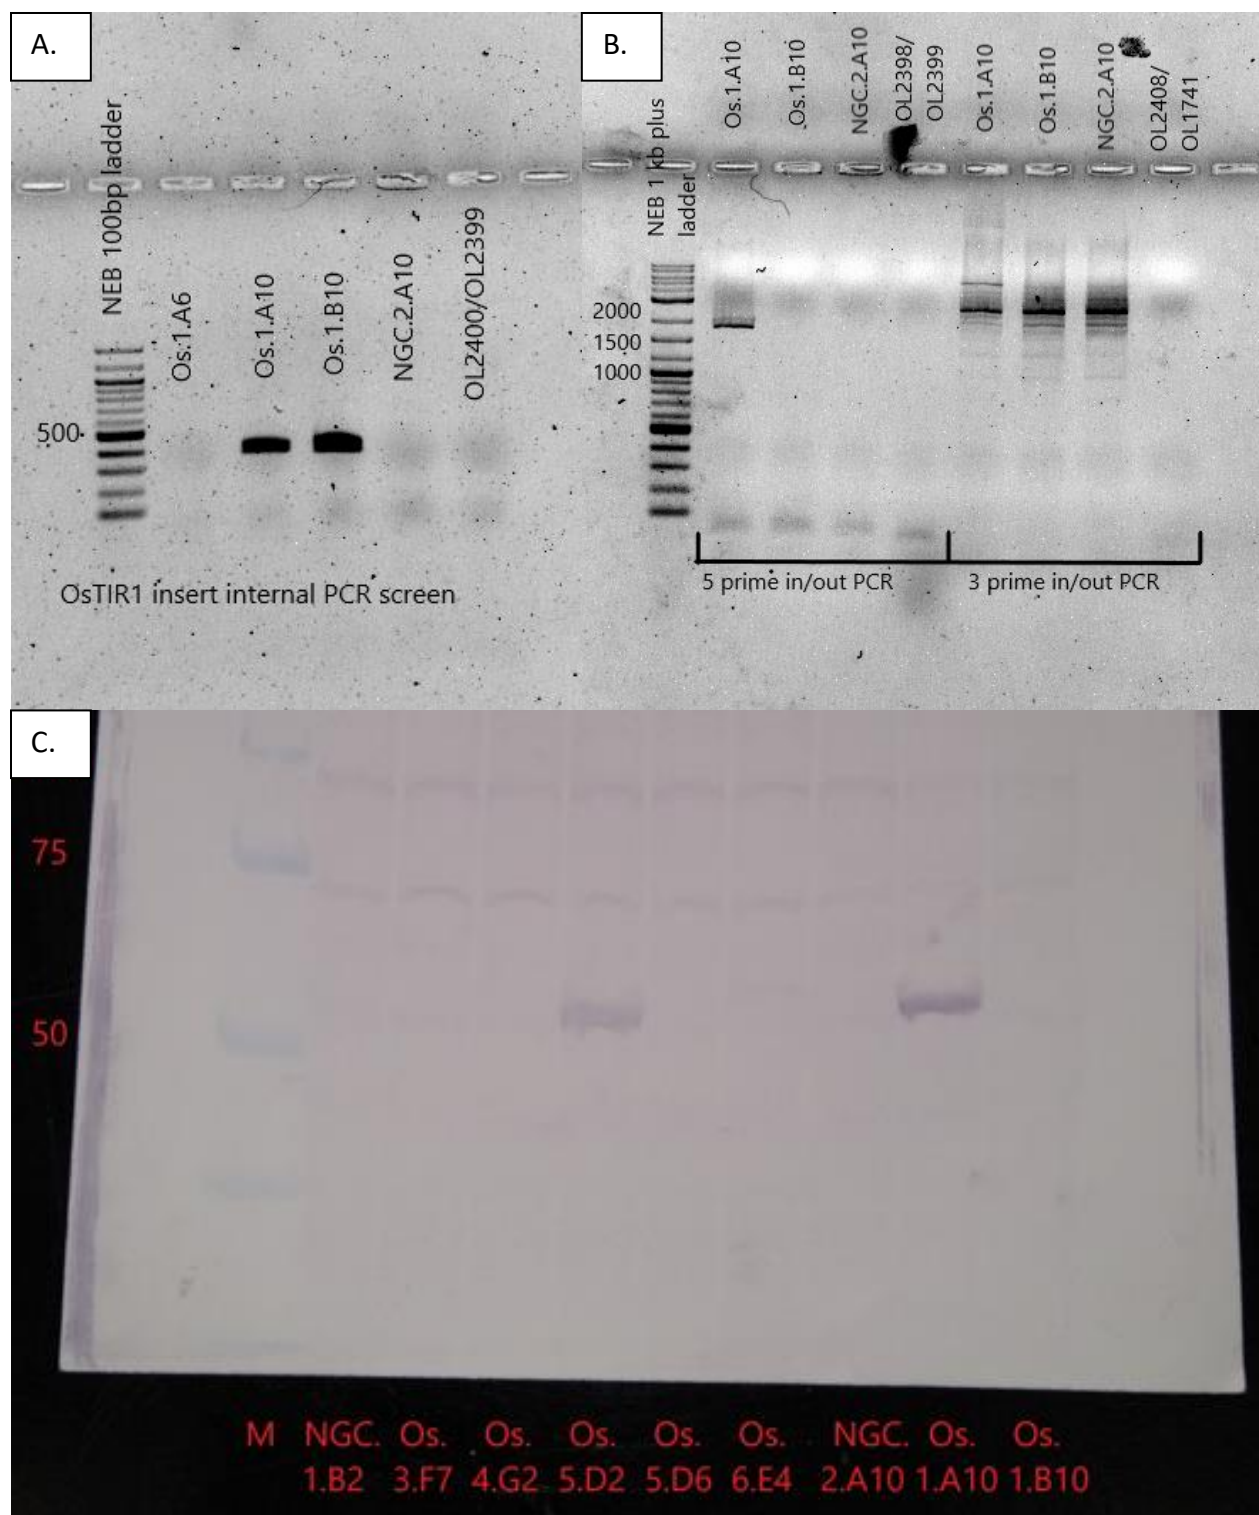 A.
NEB 100bp ladder
Os.1.A6
Os.1.A10
Os.1.B10
NGC.2.A10
OL2400/OL2399
500
OsTIR1 insert internal PCR screen
B.
NEB 1 kb plus
ladder
Os.1.A10
Os.1.B10
NGC.2.A10
OL2398/
OL2399
Os.1.A10
Os.1.B10
NGC.2.A10
OL2408/
OL1741
2000
1500
1000
5 prime in/out PCR
3 prime in/out PCR
C.
75
50
M NGC. Os. Os. Os. Os. Os. NGC. Os. Os.
1.B2 3.F7 4.G2 5.D2 5.D6 6.E4 2.A10 1.A10 1.B10